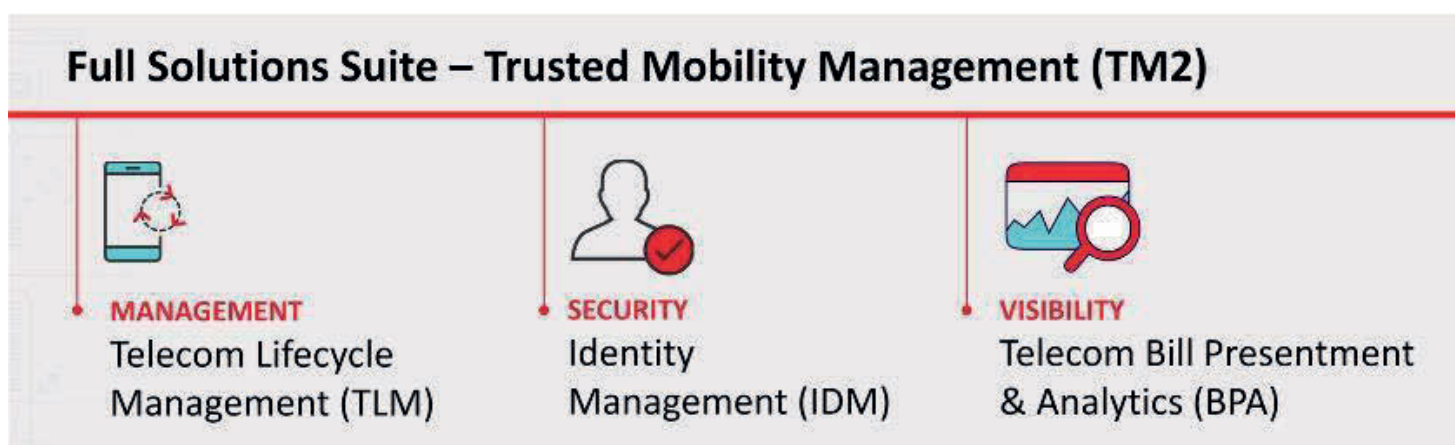 Full Solutions Suite – Trusted Mobility Management (TM2)
MANAGEMENT
Telecom Lifecycle
Management (TLM)
SECURITY
Identity
Management (IDM)
VISIBILITY
Telecom Bill Presentment
& Analytics (BPA)